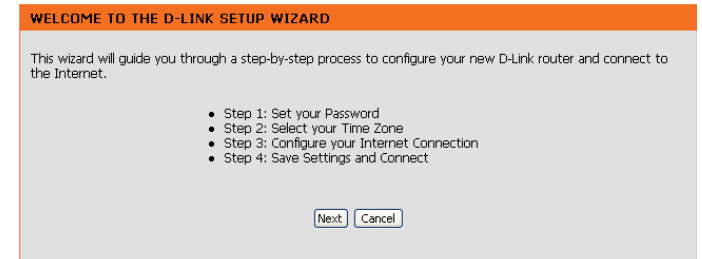 WELCOME TO THE D-LINK SETUP WIZARD
This wizard will guide you through a step-by-step process to configure your new D-Link router and connect to
the Internet.
• Step 1: Set your Password
• Step 2: Select your Time Zone
• Step 3: Configure your Internet Connection
• Step 4: Save Settings and Connect
Next Cancel